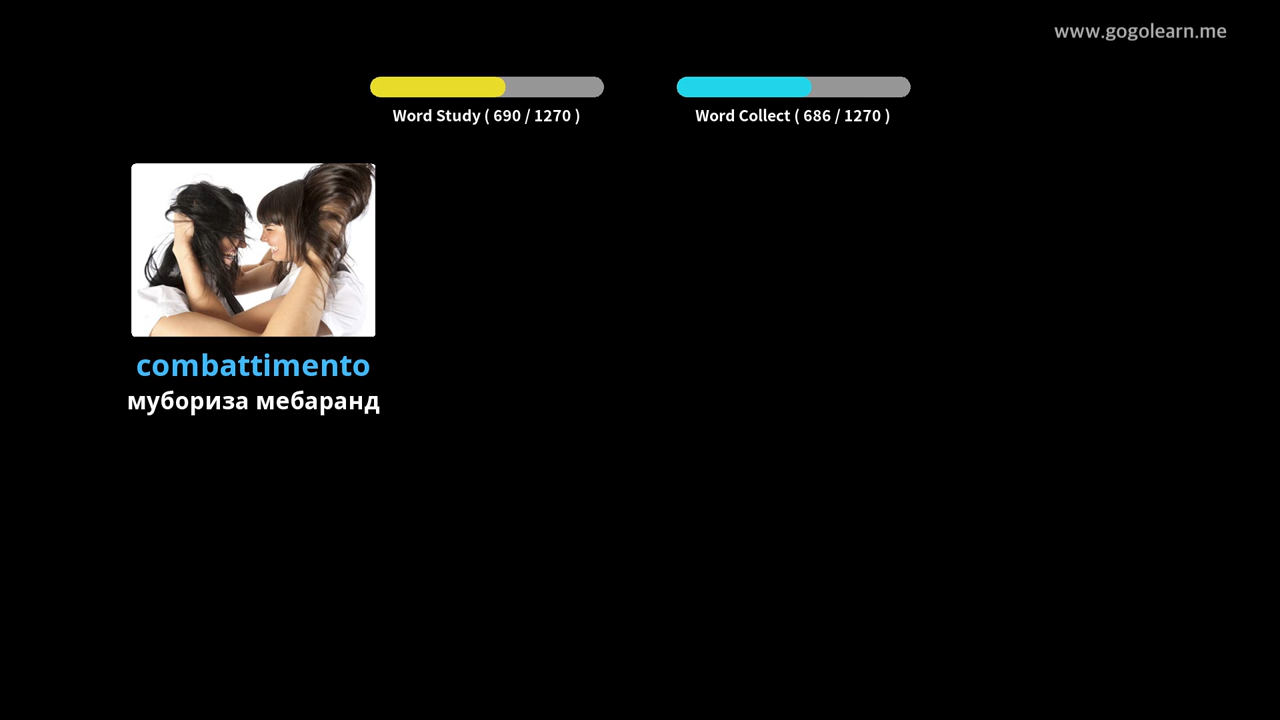 www.gogolearn.me
Word Study ( 690 / 1270 )
Word Collect ( 686 / 1270 )
combattimento
мубориза мебаранд